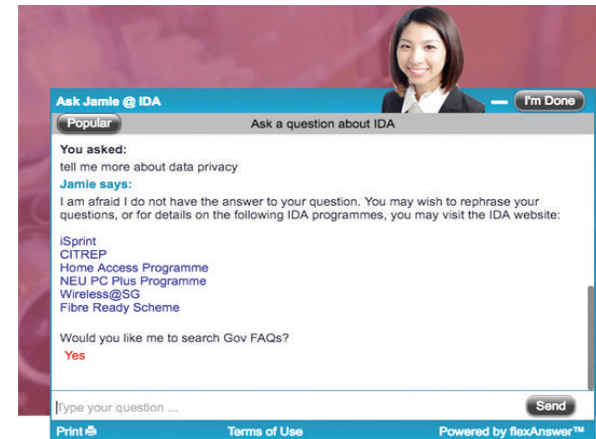 Ask Jamie @ IDA
I'm Done
Popular
Ask a question about IDA
You asked:
tell me more about data privacy
Jamie says:
I am afraid I do not have the answer to your question. You may wish to rephrase your
questions, or for details on the following IDA programmes, you may visit the IDA website:
iSprint
CITREP
Home Access Programme
NEU PC Plus Programme
Wireless@SG
Fibre Ready Scheme
Would you like me to search Gov FAQs?
Yes
Type your question ...
Send
Print
Terms of Use
Powered by flexAnswer™